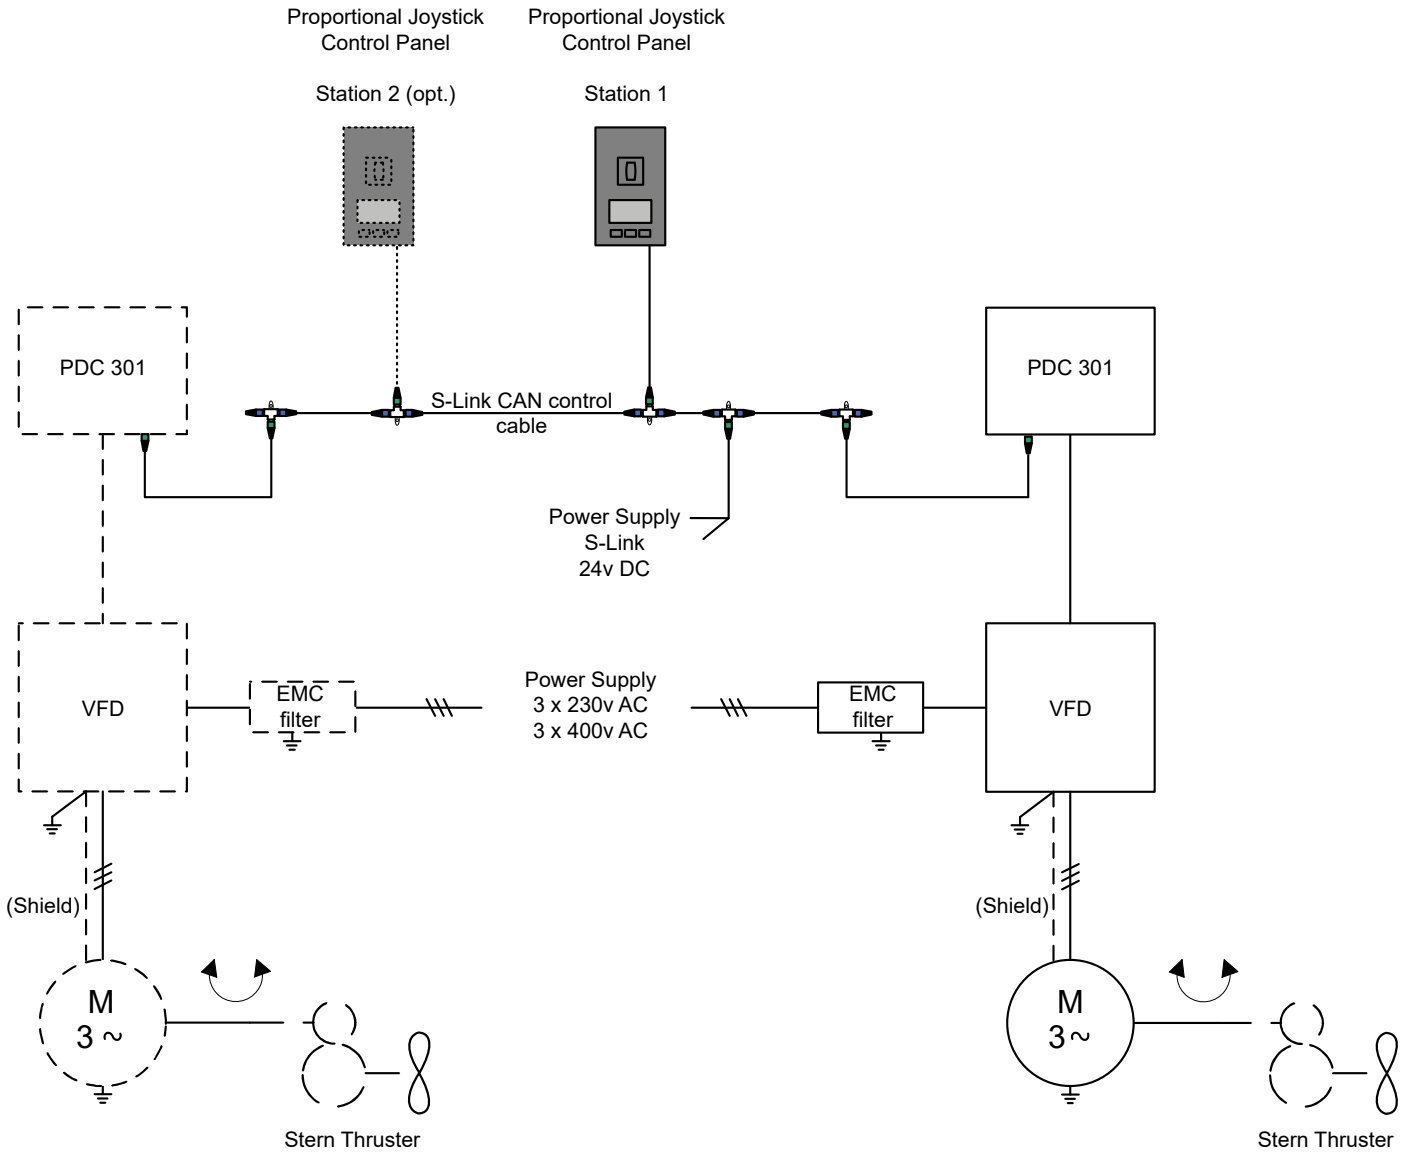 Proportional Joystick
Control Panel
Station 2 (opt.)
Proportional Joystick
Control Panel
Station 1
PDC 301
S-Link CAN control
cable
PDC 301
Power Supply
S-Link
24v DC
VFD
EMC
filter
Power Supply
3 x 230v AC
3 x 400v AC
EMC
filter
VFD
(Shield)
(Shield)
M
3 ~
M
3 ~
Stern Thruster
Stern Thruster